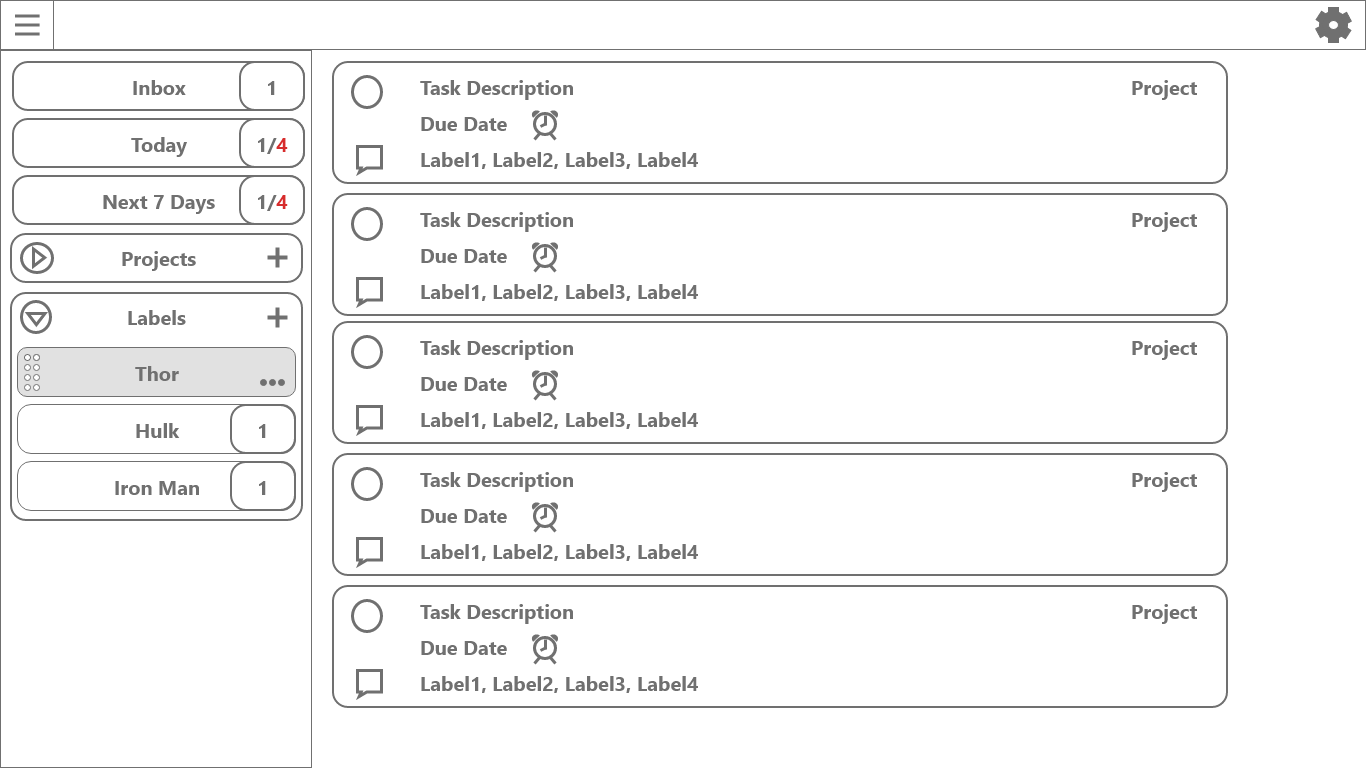 Inbox 1
Today 1/4
Next 7 Days 1/4
Projects +
Labels +
Thor ...
Hulk 1
Iron Man 1
Task Description Project
Due Date
Label1, Label2, Label3, Label4
Task Description Project
Due Date
Label1, Label2, Label3, Label4
Task Description Project
Due Date
Label1, Label2, Label3, Label4
Task Description Project
Due Date
Label1, Label2, Label3, Label4
Task Description Project
Due Date
Label1, Label2, Label3, Label4